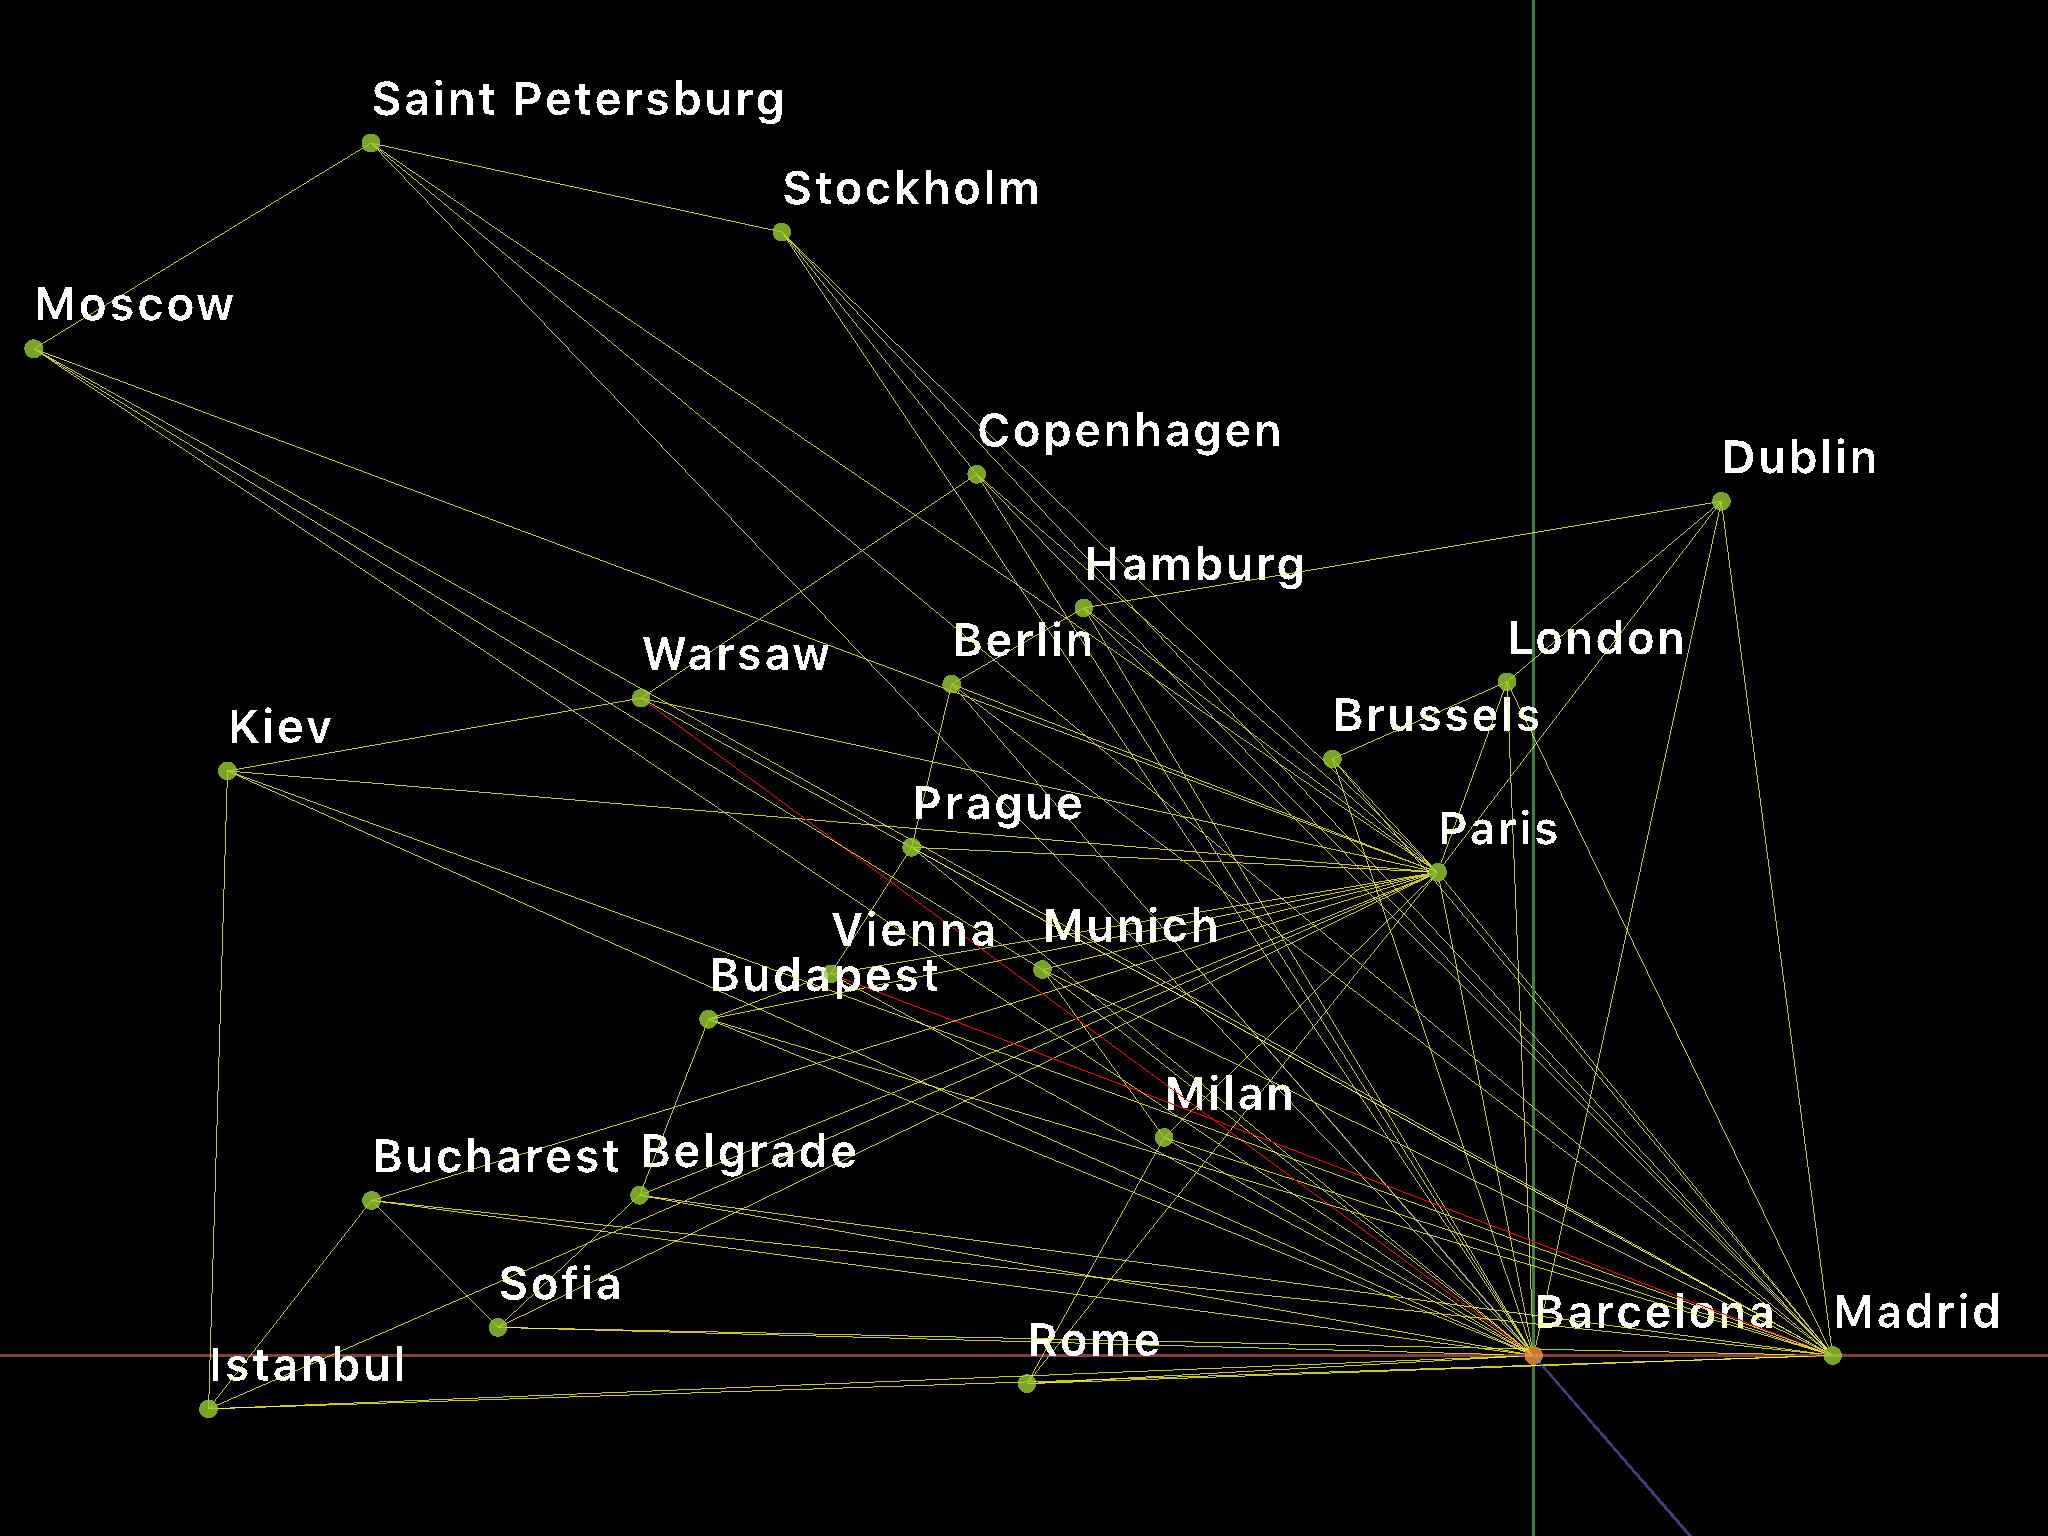 Saint Petersburg
Stockholm
Moscow
Copenhagen
Dublin
Hamburg
Berlin
London
Warsaw
Brussels
Kiev
Prague
Paris
Vienna
Munich
Budapest
Milan
Bucharest
Belgrade
Sofia
Barcelona
Madrid
Rome
Istanbul